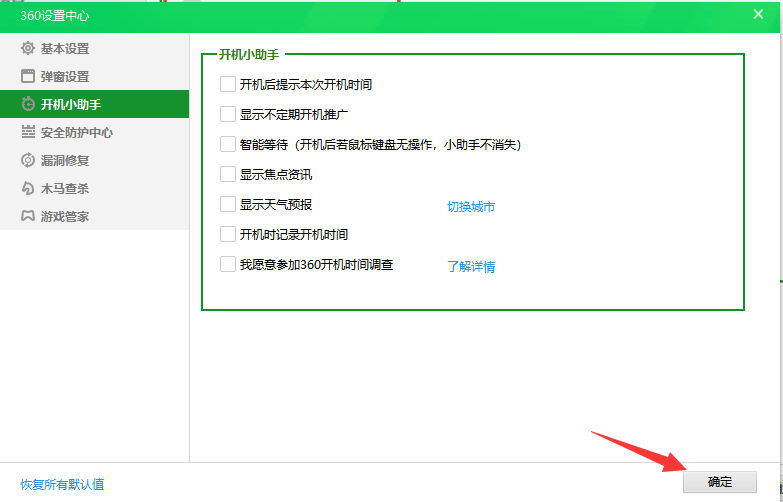 360设置中心
基本设置
弹窗设置
开机小助手
安全防护中心
漏洞修复
木马查杀
游戏管家
开机小助手
开机后提示本次开机时间
显示不定期开机推广
智能等待（开机后若鼠标键盘无操作，小助手不消失）
显示焦点资讯
显示天气预报 切换城市
开机时记录开机时间
我愿意参加360开机时间调查 了解详情
恢复所有默认值
确定